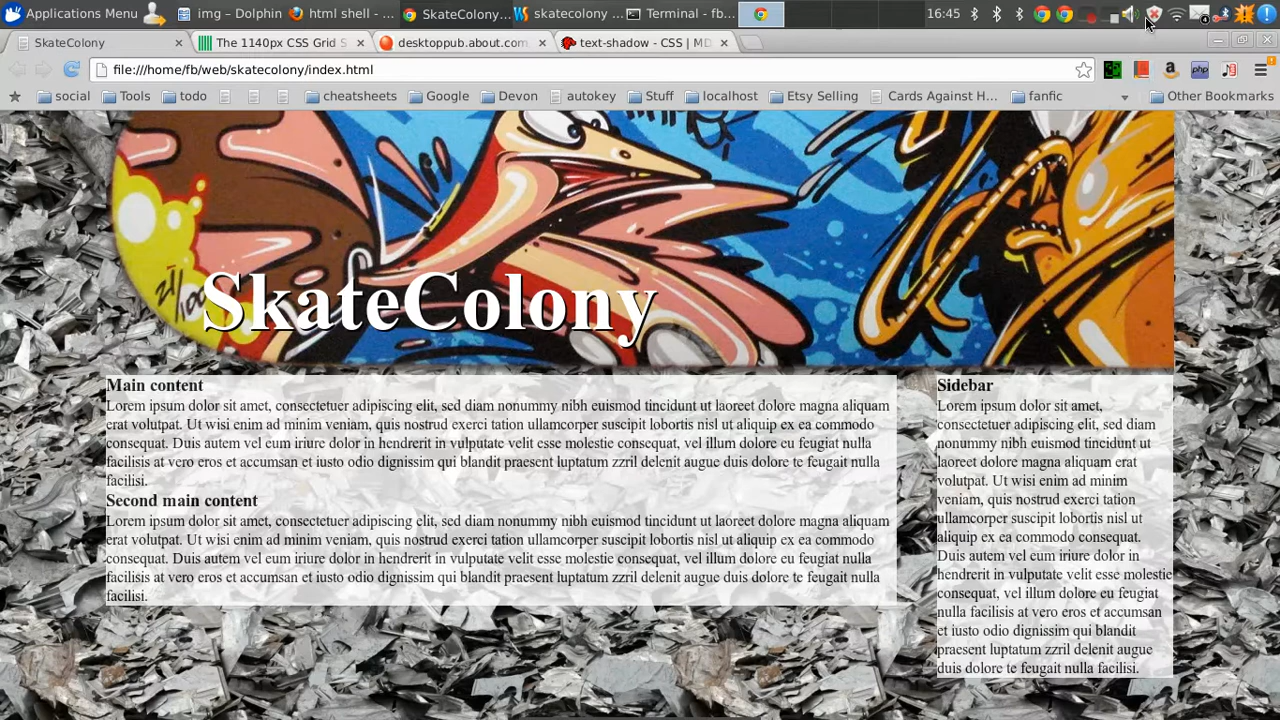 Applications Menu
img – Dolphin
html shell - ...
SkateColony...
skatecolony ...
Terminal - fb...
16:45
SkateColony
The 1140px CSS Grid S
desktoppub.about.com
text-shadow - CSS | MD
file:///home/fb/web/skatecolony/index.html
social
Tools
todo
cheatsheets
Google
Devon
autokey
Stuff
localhost
Etsy Selling
Cards Against H...
fanfic
Other Bookmarks
SkateColony
Main content
Lorem ipsum dolor sit amet, consectetuer adipiscing elit, sed diam nonummy nibh euismod tincidunt ut laoreet dolore magna aliquam
erat volutpat. Ut wisi enim ad minim veniam, quis nostrud exerci tation ullamcorper suscipit lobortis nisl ut aliquip ex ea commodo
consequat. Duis autem vel eum iriure dolor in hendrerit in vulputate velit esse molestie consequat, vel illum dolore eu feugiat nulla
facilisis at vero eros et accumsan et iusto odio dignissim qui blandit praesent luptatum zzril delenit augue duis dolore te feugait nulla
facilisi.
Second main content
Lorem ipsum dolor sit amet, consectetuer adipiscing elit, sed diam nonummy nibh euismod tincidunt ut laoreet dolore magna aliquam
erat volutpat. Ut wisi enim ad minim veniam, quis nostrud exerci tation ullamcorper suscipit lobortis nisl ut aliquip ex ea commodo
consequat. Duis autem vel eum iriure dolor in hendrerit in vulputate velit esse molestie consequat, vel illum dolore eu feugiat nulla
facilisis at vero eros et accumsan et iusto odio dignissim qui blandit praesent luptatum zzril delenit augue duis dolore te feugait nulla
facilisi.
Sidebar
Lorem ipsum dolor sit amet,
consectetuer adipiscing elit, sed diam
nonummy nibh euismod tincidunt ut
laoreet dolore magna aliquam erat
volutpat. Ut wisi enim ad minim
veniam, quis nostrud exerci tation
ullamcorper suscipit lobortis nisl ut
aliquip ex ea commodo consequat.
Duis autem vel eum iriure dolor in
hendrerit in vulputate velit esse molestie
consequat, vel illum dolore eu feugiat
nulla facilisis at vero eros et accumsan
et iusto odio dignissim qui blandit
praesent luptatum zzril delenit augue
duis dolore te feugait nulla facilisi.